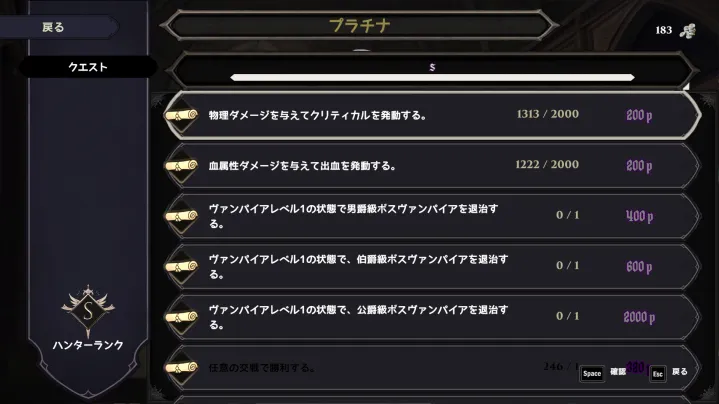 戻る
プラチナ
183
クエスト
S
物理ダメージを与えてクリティカルを発動する。 1313 / 2000 200 p
血属性ダメージを与えて出血を発動する。 1222 / 2000 200 p
ヴァンパイアレベル1の状態で男爵級ボスヴァンパイアを退治す
る。 0 / 1 400 p
ヴァンパイアレベル1の状態で、伯爵級ボスヴァンパイアを退治す
る。 0 / 1 600 p
ヴァンパイアレベル1の状態で、公爵級ボスヴァンパイアを退治す
る。 0 / 1 2000 p
S
ハンターランク
任意の交戦で勝利する。 246 /
Space 確認 Esc 戻る